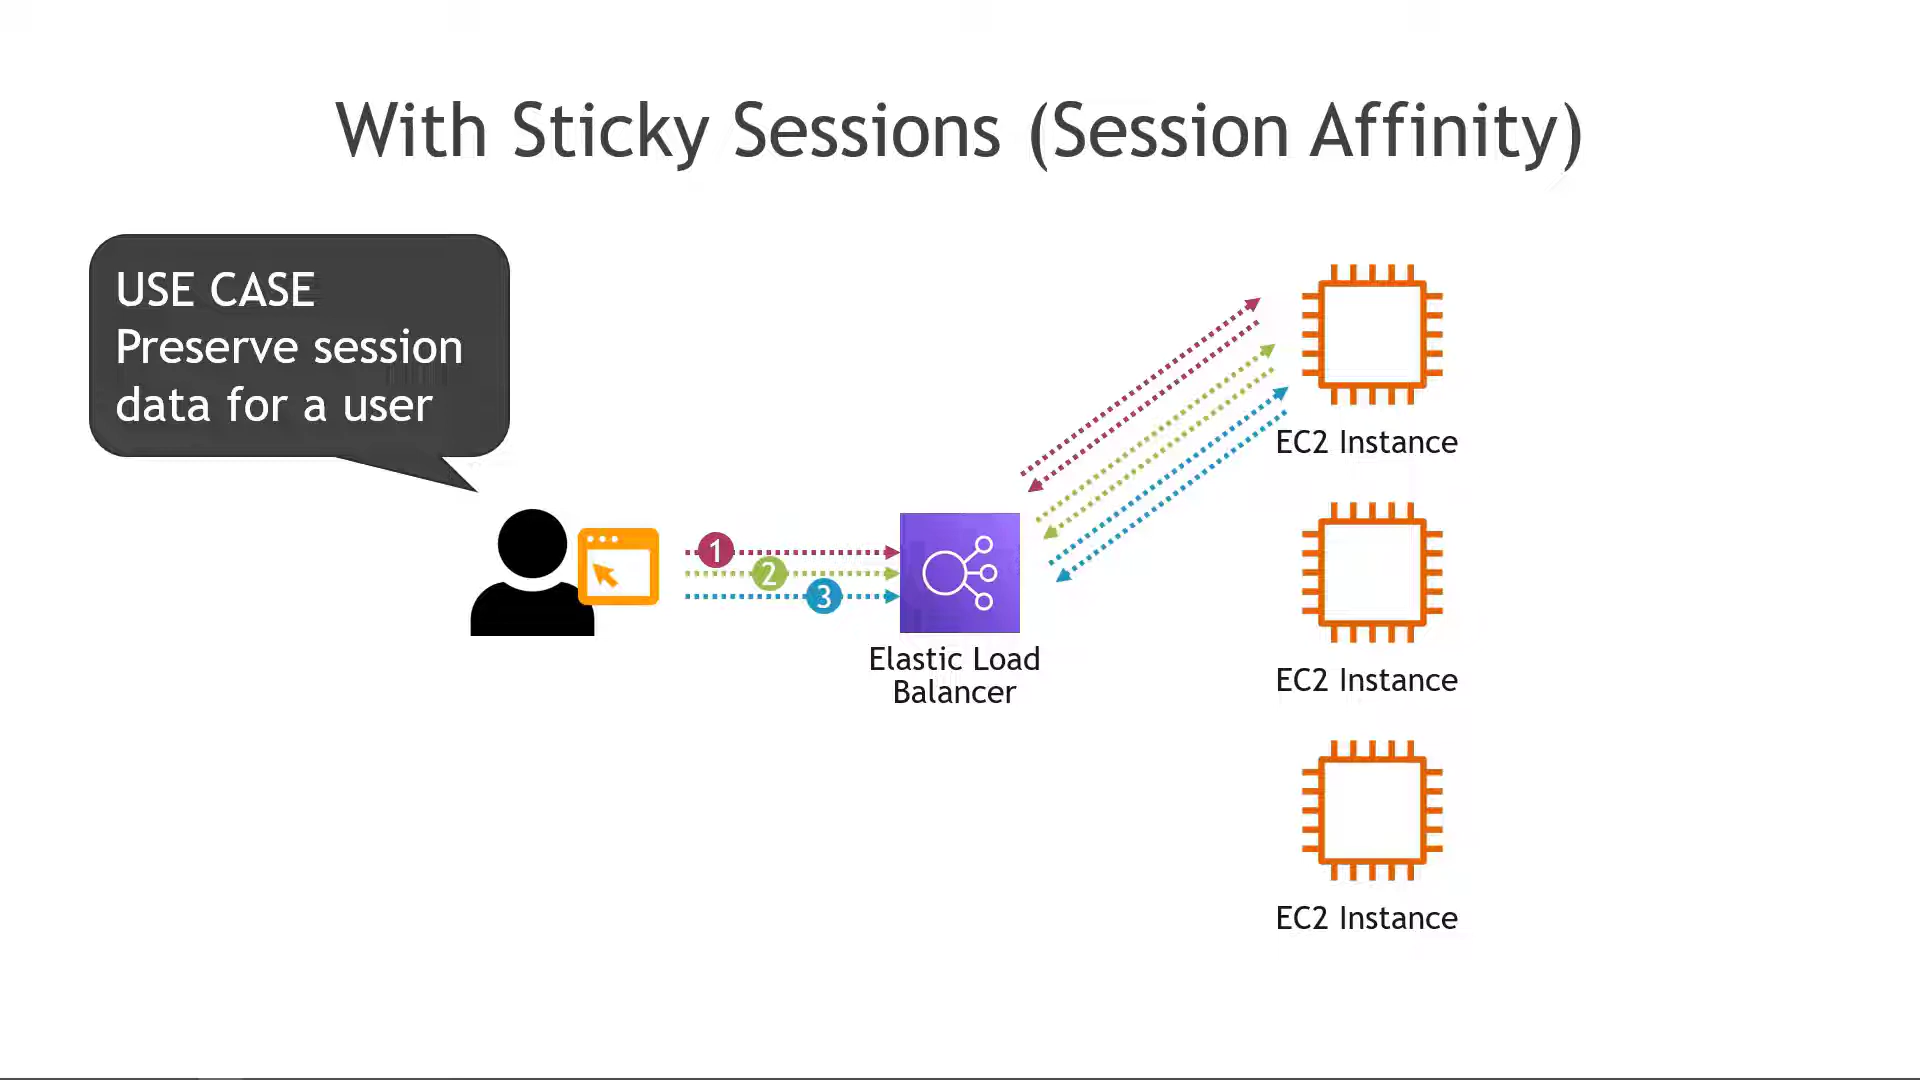 With Sticky Sessions (Session Affinity)
USE CASE
Preserve session
data for a user
1
2
3
Elastic Load
Balancer
EC2 Instance
EC2 Instance
EC2 Instance